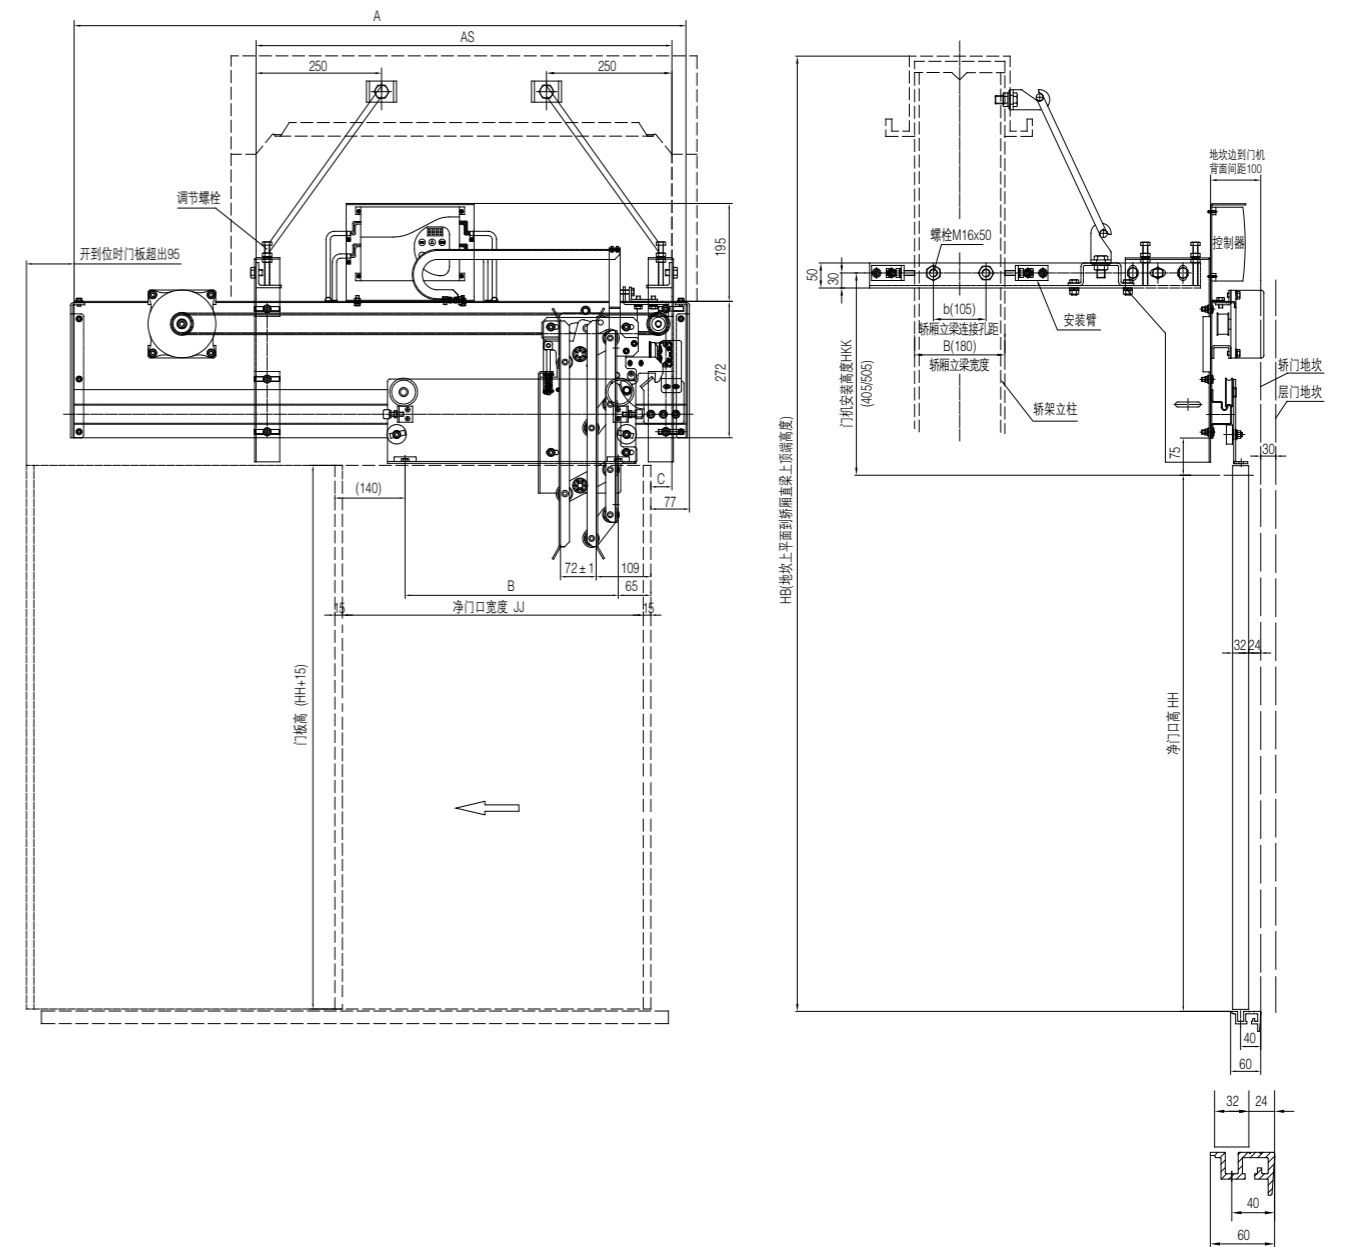 A
AS
250
250
调节螺栓
开到位时门板超出95
195
272
(140)
C
77
72±1
109
B
65
15
净门口宽度 JJ
15
门板高 (HH+15)
地坎边到门机
背面间距100
控制器
螺栓M16x50
50
30
b(105)
轿厢立梁连接孔距
B(180)
轿厢立梁宽度
安装臂
轿架立柱
门机安装高度HKK
(405/505)
HB(地坎上平面到轿厢直梁上顶端高度)
轿门地坎
层门地坎
75
30
32
24
净门口高 HH
40
60
32
24
40
60